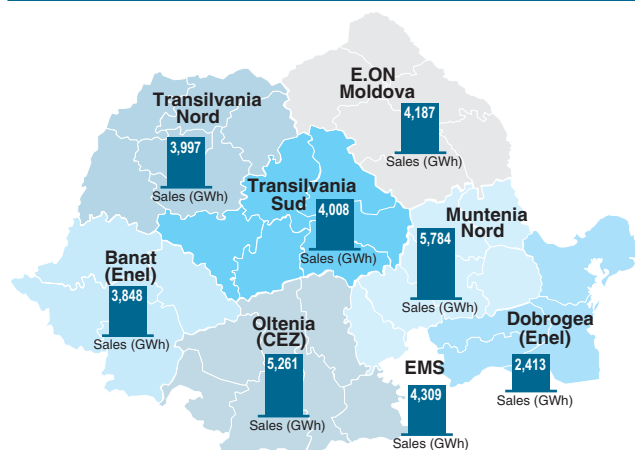 E.ON
Moldova
4,187
Sales (GWh)
Transilvania
Nord
3,997
Sales (GWh)
Transilvania
Sud
4,008
Sales (GWh)
Muntenia
Nord
5,784
Sales (GWh)
Banat
(Enel)
3,848
Sales (GWh)
Oltenia
(CEZ)
5,261
Sales (GWh)
Dobrogea
(Enel)
2,413
Sales (GWh)
EMS
4,309
Sales (GWh)